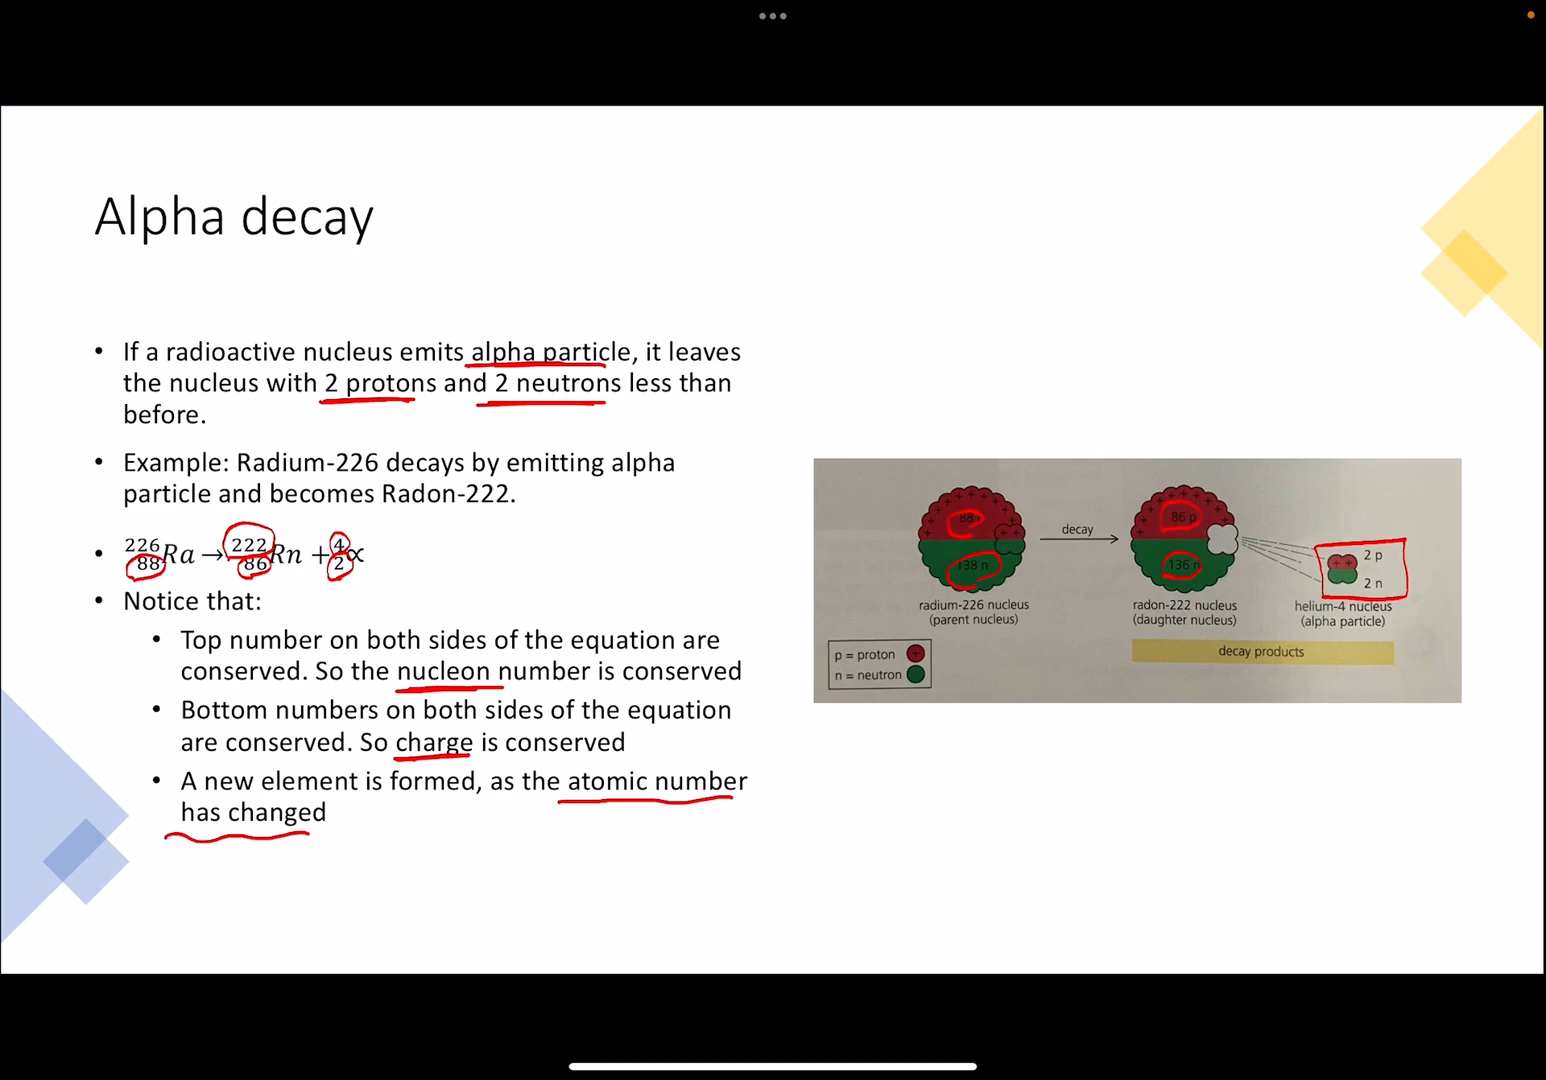 Alpha decay
• If a radioactive nucleus emits alpha particle, it leaves
the nucleus with 2 protons and 2 neutrons less than
before.
• Example: Radium-226 decays by emitting alpha
particle and becomes Radon-222.
• ²²⁶₈₈Ra → ²²²₈₆Rn + ⁴₂∝
• Notice that:
• Top number on both sides of the equation are
conserved. So the nucleon number is conserved
• Bottom numbers on both sides of the equation
are conserved. So charge is conserved
• A new element is formed, as the atomic number
has changed
88
138 n
radium-226 nucleus
(parent nucleus)
decay
86 p
136 n
radon-222 nucleus
(daughter nucleus)
2 p
2 n
helium-4 nucleus
(alpha particle)
decay products
p = proton
n = neutron